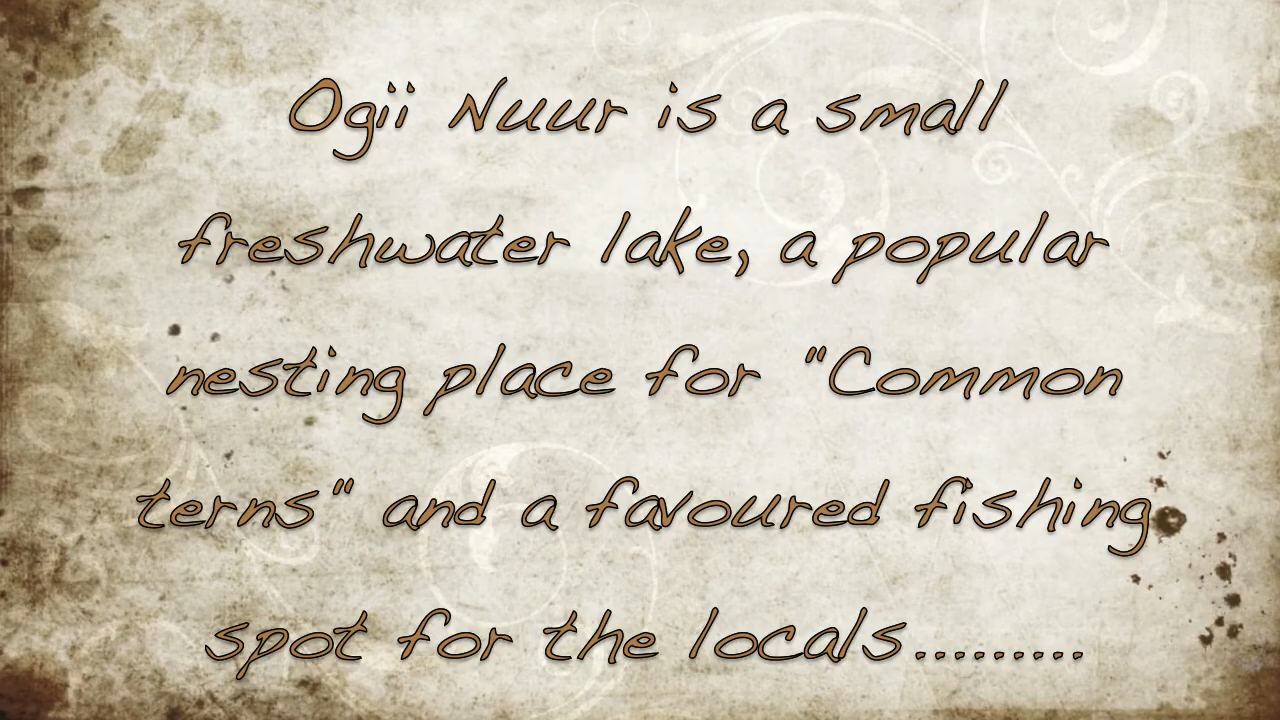 Ogii Nuur is a small
freshwater lake, a popular
nesting place for "Common
terns" and a favoured fishing
spot for the locals.........